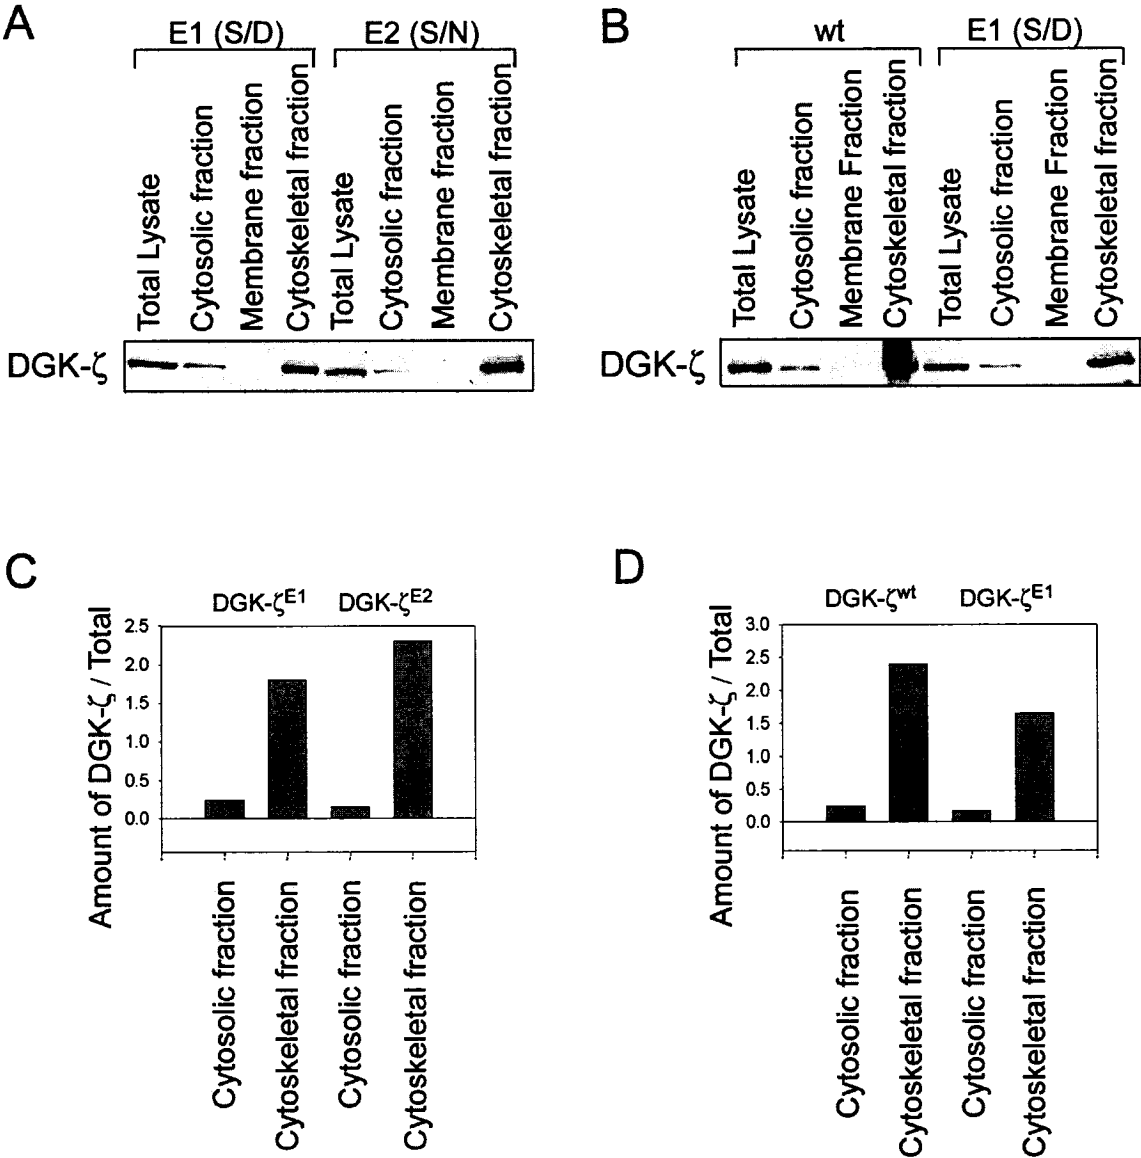 A
E1 (S/D)
E2 (S/N)
Total Lysate
Cytosolic fraction
Membrane fraction
Cytoskeletal fraction
Total Lysate
Cytosolic fraction
Membrane fraction
Cytoskeletal fraction
DGK-ζ
B
wt
E1 (S/D)
Total Lysate
Cytosolic fraction
Membrane Fraction
Cytoskeletal fraction
Total Lysate
Cytosolic fraction
Membrane Fraction
Cytoskeletal fraction
DGK-ζ
C
DGK-ζE1
DGK-ζE2
Amount of DGK-ζ / Total
2.5
2.0
1.5
1.0
0.5
0.0
Cytosolic fraction
Cytoskeletal fraction
Cytosolic fraction
Cytoskeletal fraction
D
DGK-ζwt
DGK-ζE1
Amount of DGK-ζ / Total
3.0
2.5
2.0
1.5
1.0
0.5
0.0
Cytosolic fraction
Cytoskeletal fraction
Cytosolic fraction
Cytoskeletal fraction